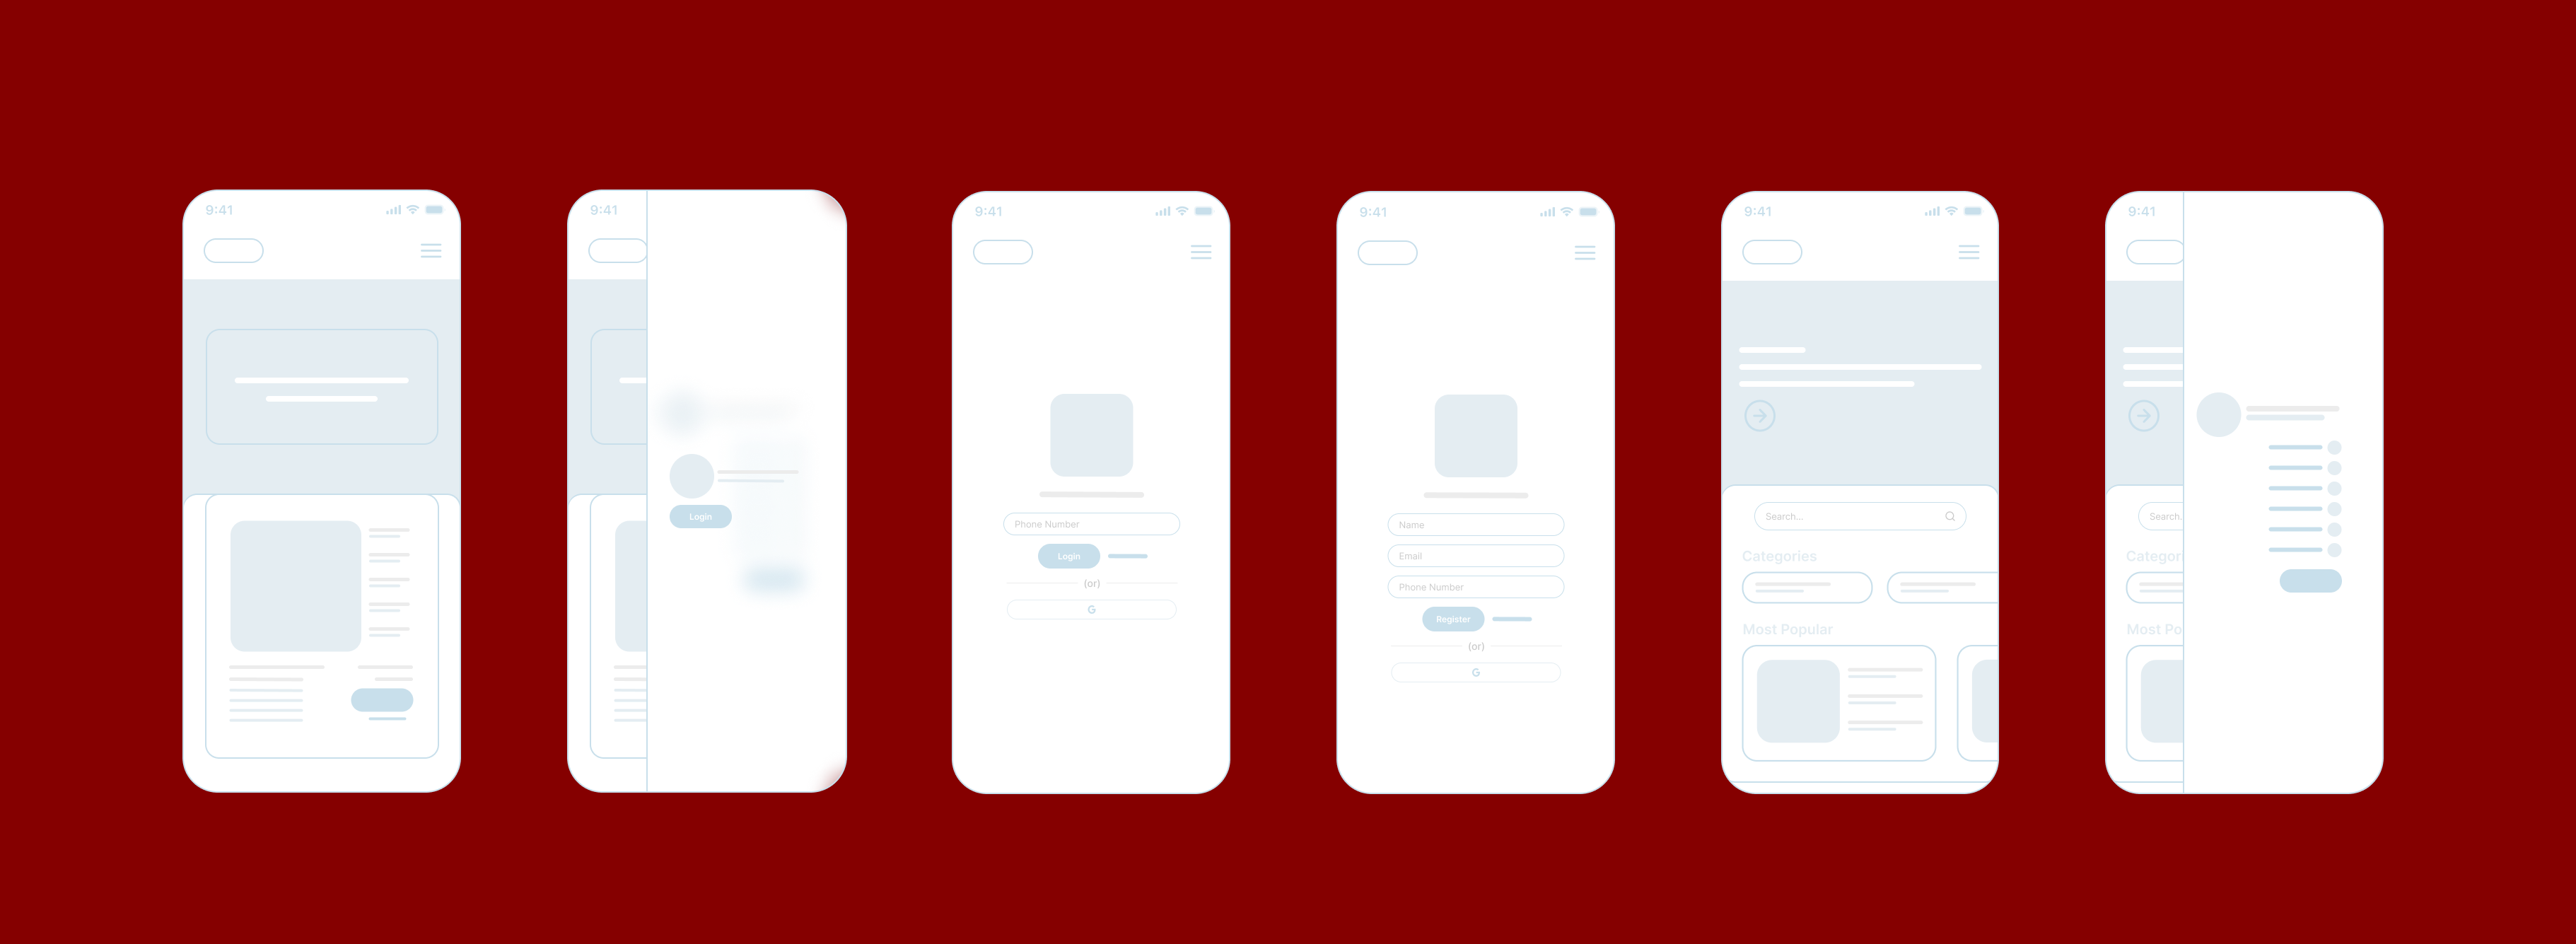 9:41
9:41
Login
9:41
Phone Number
Login
(or)
G
9:41
Name
Email
Phone Number
Register
(or)
G
9:41
Search...
Categories
Most Popular
9:41
Search.
Categor
Most Po